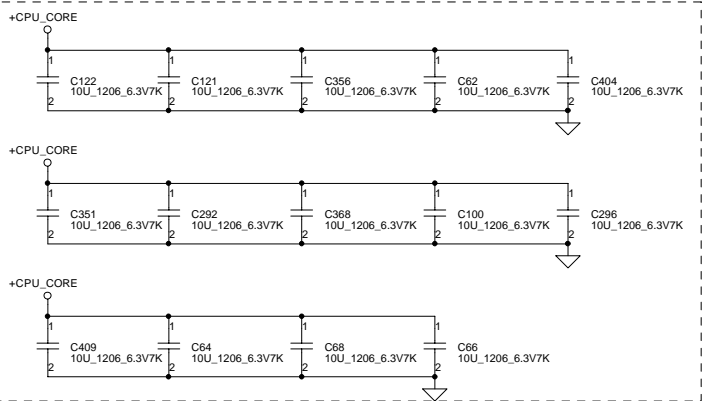 +CPU_CORE
1 1 1 1 1
C122 C121 C356 C62 C404
10U_1206_6.3V7K 10U_1206_6.3V7K 10U_1206_6.3V7K 10U_1206_6.3V7K 10U_1206_6.3V7K
2 2 2 2 2
+CPU_CORE
1 1 1 1 1
C351 C292 C368 C100 C296
10U_1206_6.3V7K 10U_1206_6.3V7K 10U_1206_6.3V7K 10U_1206_6.3V7K 10U_1206_6.3V7K
2 2 2 2 2
+CPU_CORE
1 1 1 1
C409 C64 C68 C66
10U_1206_6.3V7K 10U_1206_6.3V7K 10U_1206_6.3V7K 10U_1206_6.3V7K
2 2 2 2